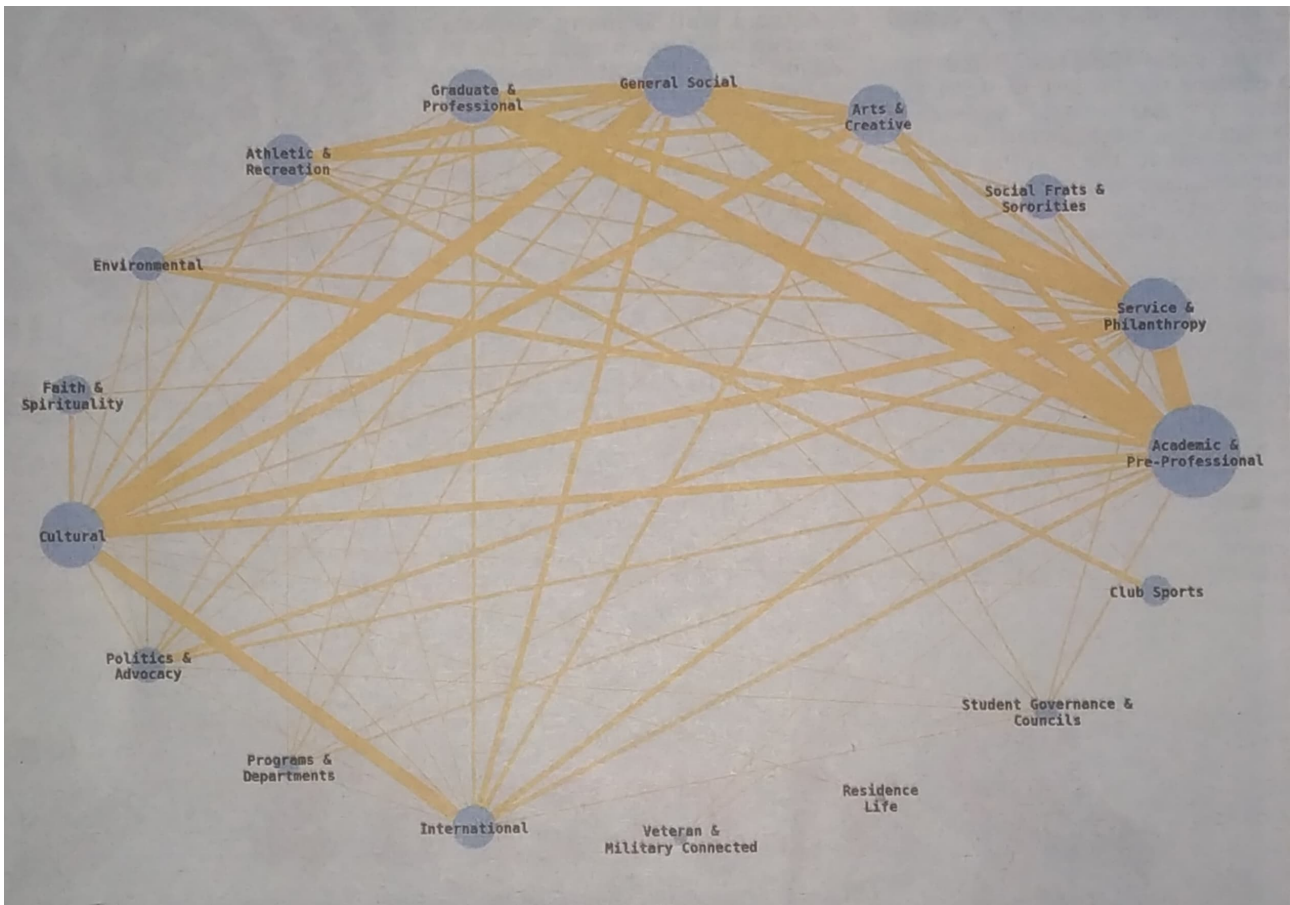 General Social
Graduate &
Professional
Arts &
Creative
Athletic &
Recreation
Social Frats &
Sororities
Environmental
Service &
Philanthropy
Faith &
Spirituality
Academic &
Pre-Professional
Cultural
Club Sports
Politics &
Advocacy
Student Governance &
Councils
Programs &
Departments
Residence
Life
International
Veteran &
Military Connected